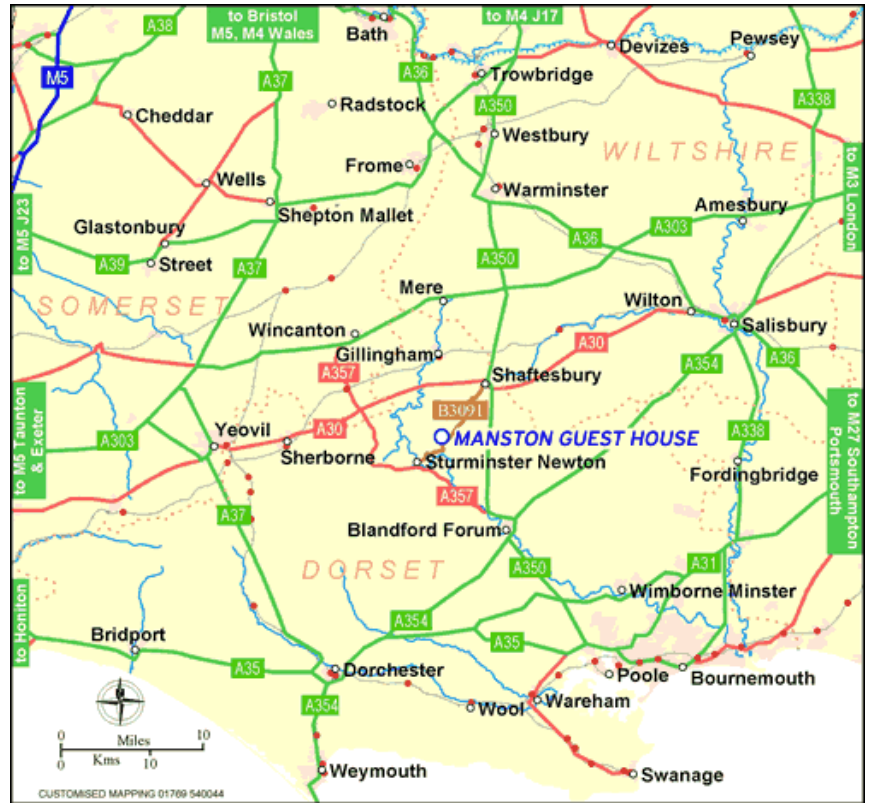 to Bristol
M5, M4 Wales
to M4 J17
A38
Bath
Devizes
Pewsey
M5
A37
A36
Trowbridge
A350
A338
Radstock
Cheddar
Westbury
WILTSHIRE
Frome
to M3 London
Wells
Warminster
Shepton Mallet
Amesbury
to M5 J23
Glastonbury
A303
A36
A39
Street
A37
A350
SOMERSET
Mere
Wilton
Wincanton
Salisbury
Gillingham
A30
A354
A36
A357
Shaftesbury
to M5 Taunton
& Exeter
B3091
to M27 Southampton
Portsmouth
A303
Yeovil
A30
MANSTON GUEST HOUSE
A338
Sherborne
Sturminster Newton
Fordingbridge
A357
A37
Blandford Forum
DORSET
A350
A31
to Honiton
Wimborne Minster
A354
Bridport
A35
A35
Dorchester
Poole
Bournemouth
A354
Wool
Wareham
N
0
10
Miles
Kms
0
10
Weymouth
Swanage
CUSTOMISED MAPPING 01769 540044